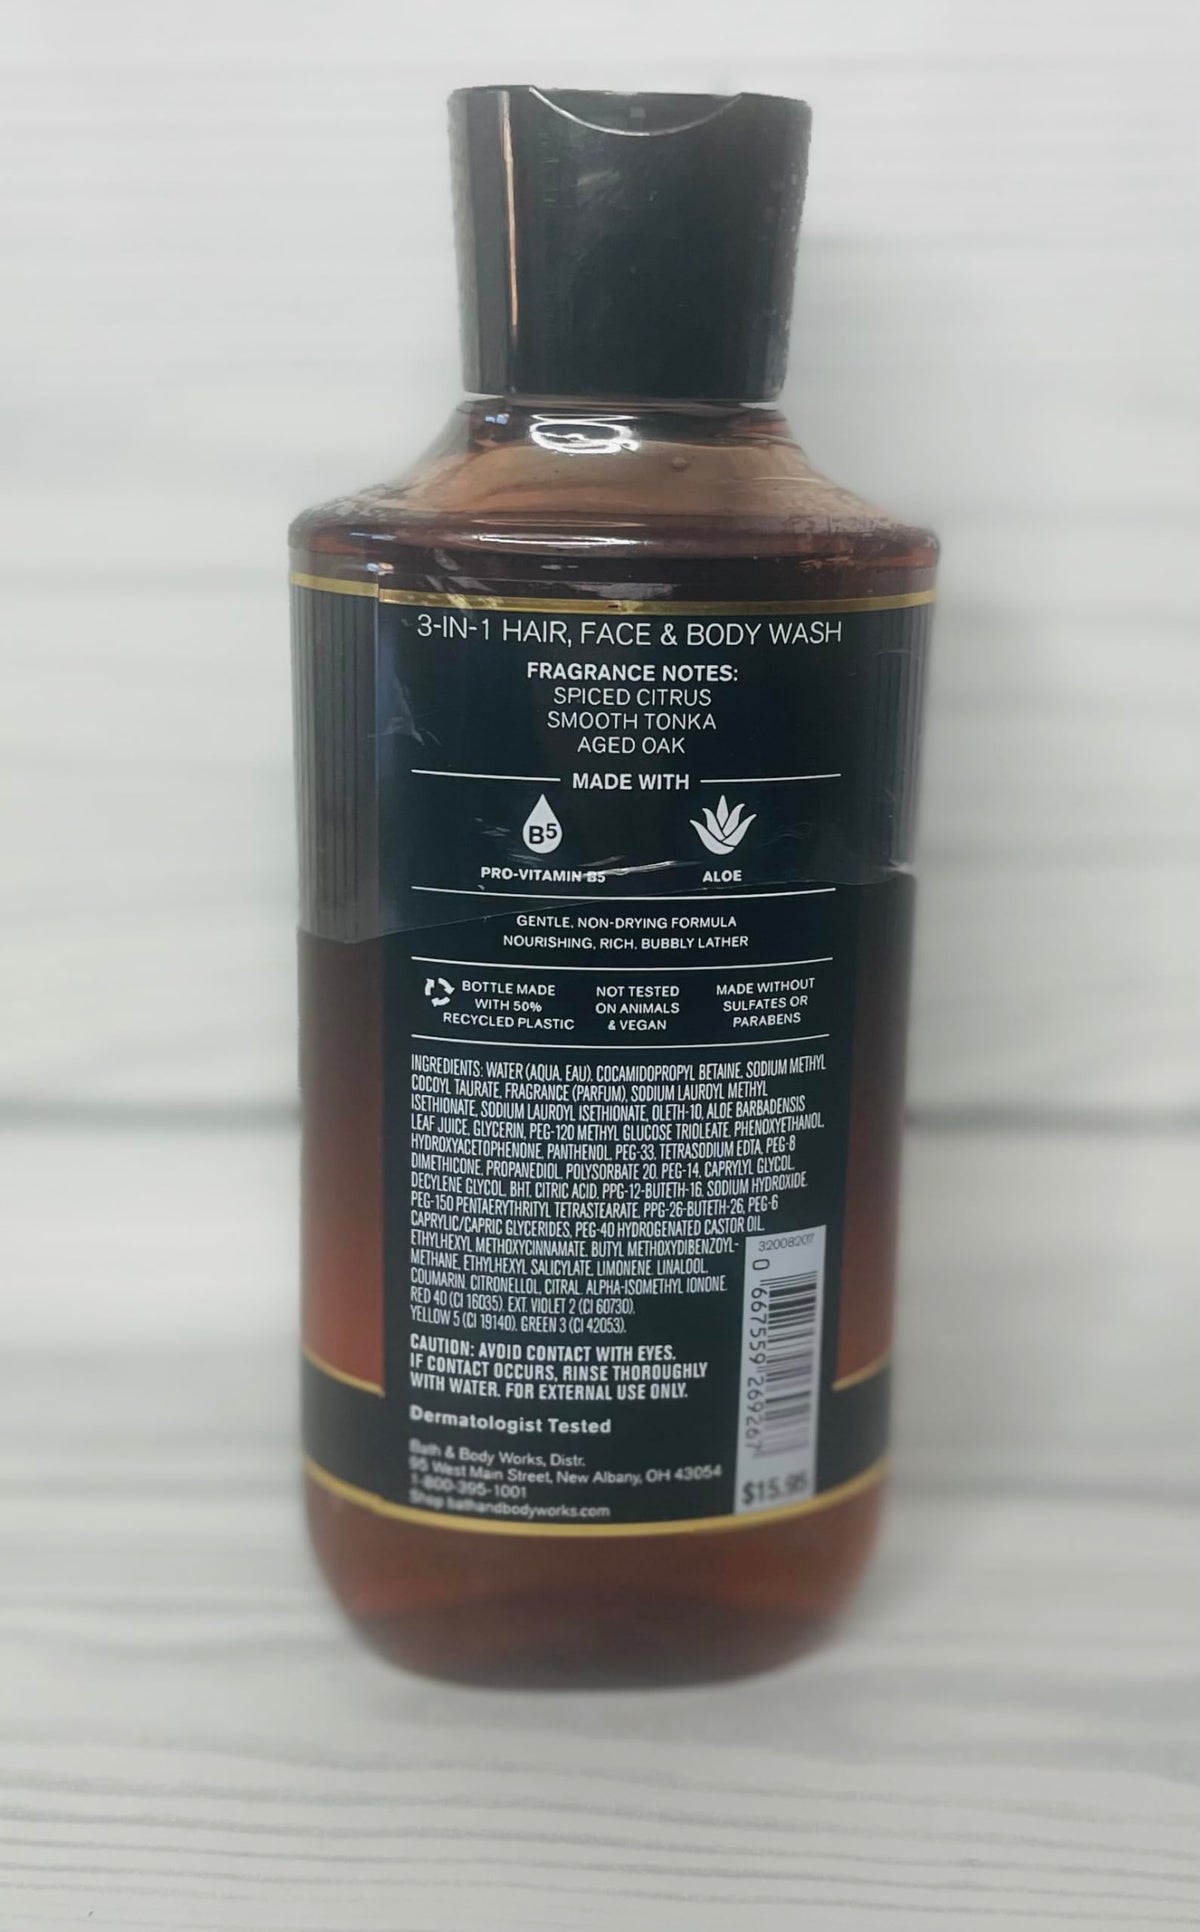 3-IN-1 HAIR, FACE & BODY WASH
FRAGRANCE NOTES:
SPICED CITRUS
SMOOTH TONKA
AGED OAK
MADE WITH
B5
PRO-VITAMIN B5
ALOE
GENTLE, NON-DRYING FORMULA
NOURISHING, RICH, BUBBLY LATHER
BOTTLE MADE
WITH 50%
RECYCLED PLASTIC
NOT TESTED
ON ANIMALS
& VEGAN
MADE WITHOUT
SULFATES OR
PARABENS
INGREDIENTS: WATER (AQUA, EAU), COCAMIDOPROPYL BETAINE, SODIUM METHYL
COCOYL TAURATE, FRAGRANCE (PARFUM), SODIUM LAUROYL METHYL
ISETHIONATE, SODIUM LAUROYL ISETHIONATE, OLETH-10, ALOE BARBADENSIS
LEAF JUICE, GLYCERIN, PEG-120 METHYL GLUCOSE TRIOLEATE, PHENOXYETHANOL,
HYDROXYACETOPHENONE, PANTHENOL, PEG-33, TETRASODIUM EDTA, PEG-8
DIMETHICONE, PROPANEDIOL, POLYSORBATE 20, PEG-14, CAPRYLYL GLYCOL,
DECYLENE GLYCOL, BHT, CITRIC ACID, PPG-12-BUTETH-16, SODIUM HYDROXIDE,
PEG-150 PENTAERYTHRITYL TETRASTEARATE, PPG-26-BUTETH-26, PEG-6
CAPRYLIC/CAPRIC GLYCERIDES, PEG-40 HYDROGENATED CASTOR OIL,
ETHYLHEXYL METHOXYCINNAMATE, BUTYL METHOXYDIBENZOYL-
METHANE, ETHYLHEXYL SALICYLATE, LIMONENE, LINALOOL,
COUMARIN, CITRONELLOL, CITRAL, ALPHA-ISOMETHYL IONONE,
RED 40 (CI 16035), EXT. VIOLET 2 (CI 60730),
YELLOW 5 (CI 19140), GREEN 3 (CI 42053).
CAUTION: AVOID CONTACT WITH EYES.
IF CONTACT OCCURS, RINSE THOROUGHLY
WITH WATER. FOR EXTERNAL USE ONLY.
Dermatologist Tested
Bath & Body Works, Distr.
95 West Main Street, New Albany, OH 43054
1-800-395-1001
Shop bathandbodyworks.com
32008207
0 667559 269267
$15.95